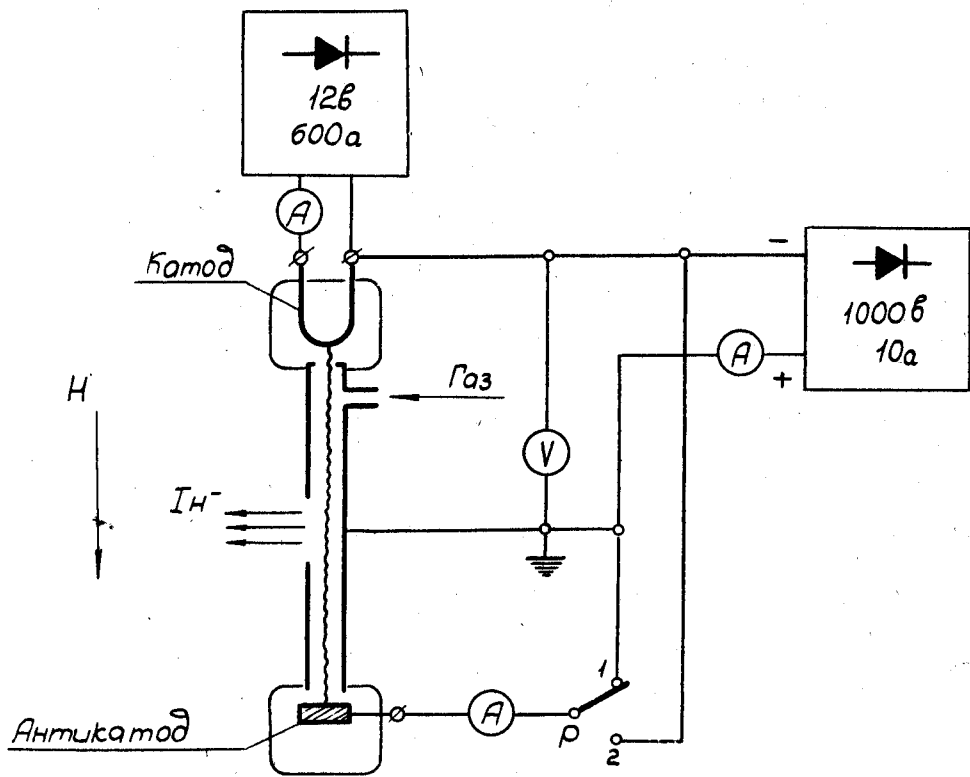 12в
600а
А
Катод
-
1000в
10а
А
+
Газ
Н
V
Iн-
1
А
Р
2
Антикатод